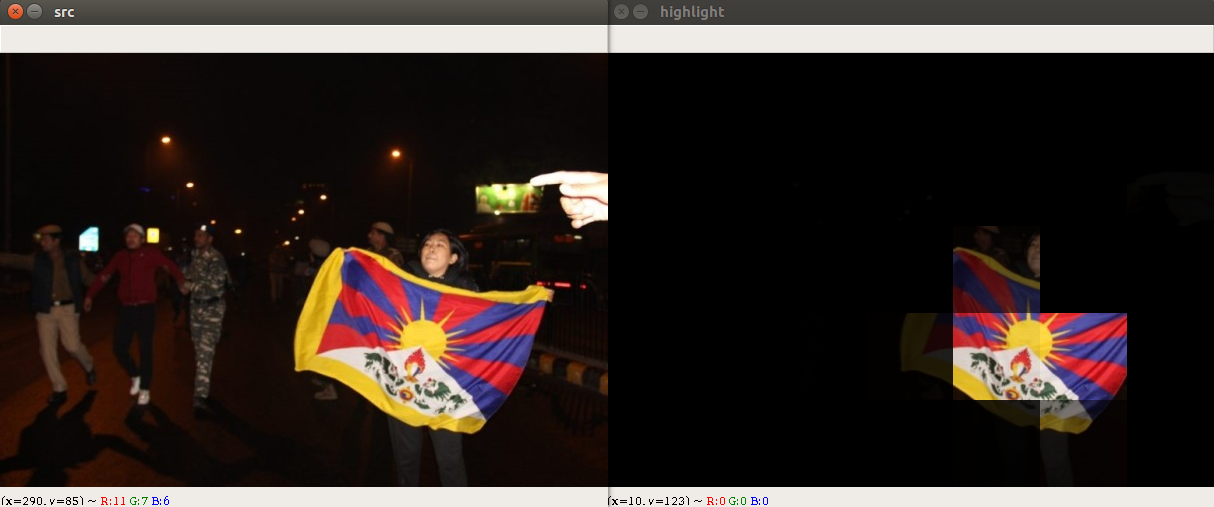 src
highlight
(x=290, y=85) ~ R:11 G:7 B:6
(x=10, y=123) ~ R:0 G:0 B:0